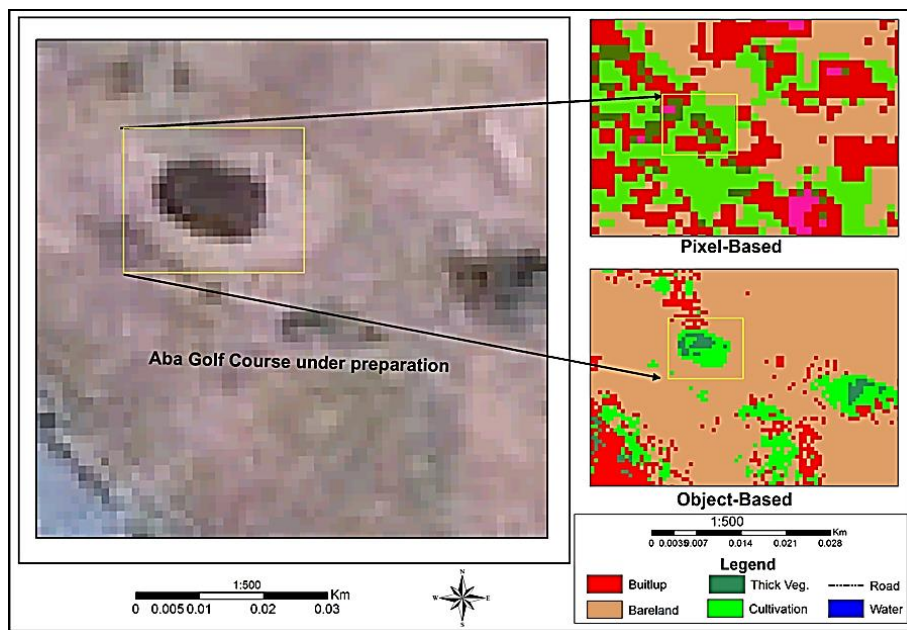 Aba Golf Course under preparation
Pixel-Based
Object-Based
1:500
Km
0 0.0035 0.007 0.014 0.021 0.028
Legend
Buitlup
Thick Veg.
Road
Bareland
Cultivation
Water
1:500
Km
0 0.005 0.01 0.02 0.03
N
W E
S